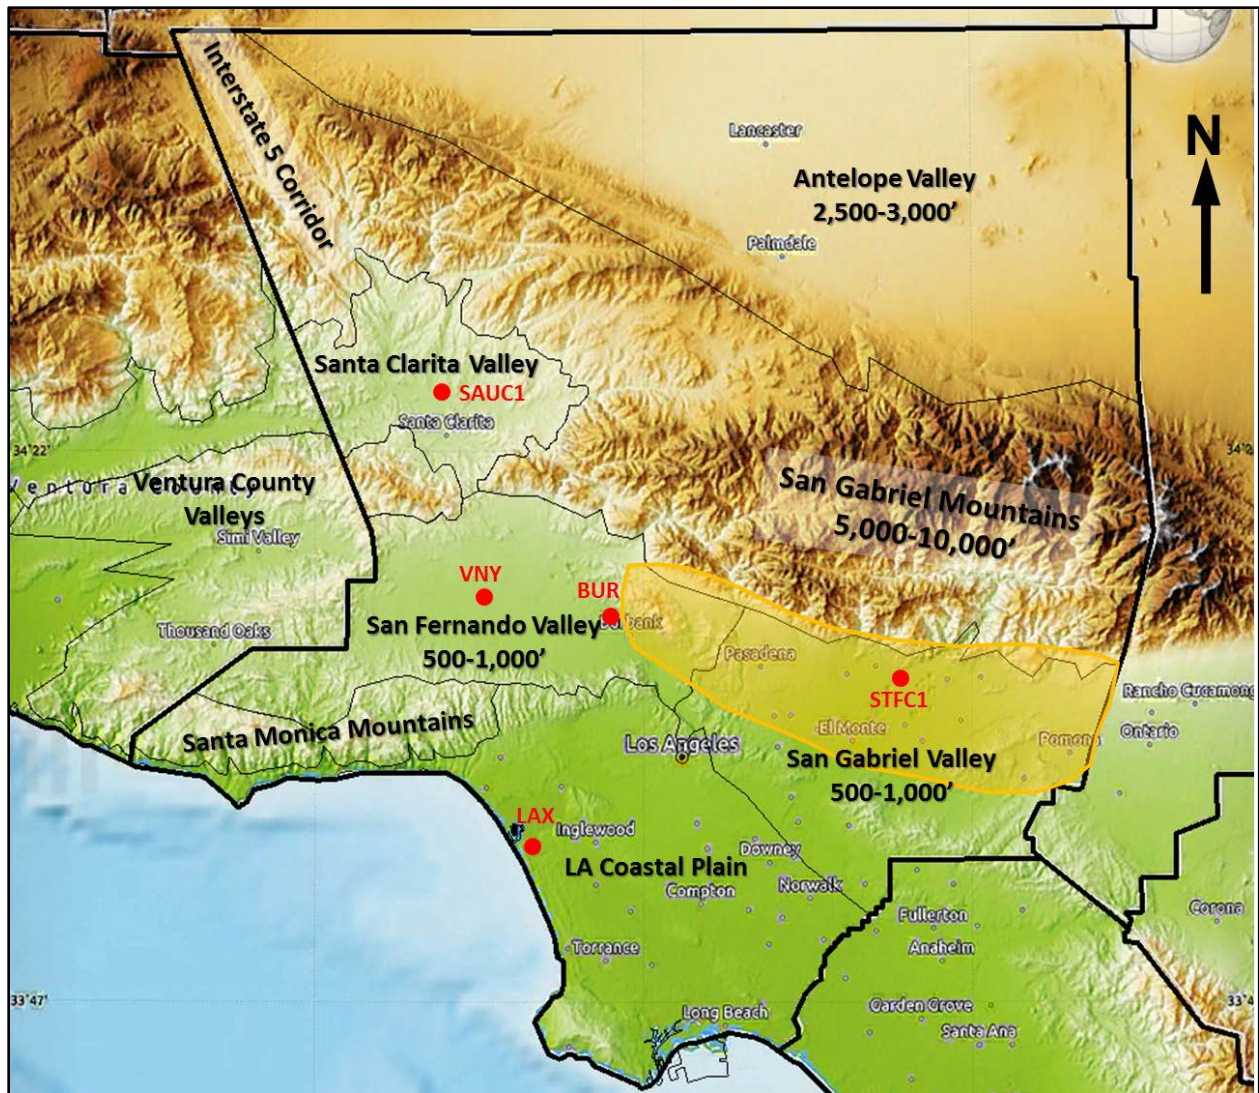 Interstate 5 Corridor
Lancaster
Antelope Valley
2,500-3,000’
N
Palmdale
Santa Clarita Valley
SAUC1
Santa Clarita
34°22'
Ventura County
Ventura County
Valleys
Simi Valley
San Gabriel Mountains
5,000-10,000’
VNY
BUR
San Fernando Valley
500-1,000’
Thousand Oaks
Pasadena
STFC1
Rancho Cucamong
Santa Monica Mountains
El Monte
Pomona
Ontario
Los Angeles
San Gabriel Valley
500-1,000’
LAX
Inglewood
Downey
LA Coastal Plain
Compton
Norwalk
Fullerton
Corona
Torrance
Anaheim
33°47'
Long Beach
Garden Grove
Santa Ana